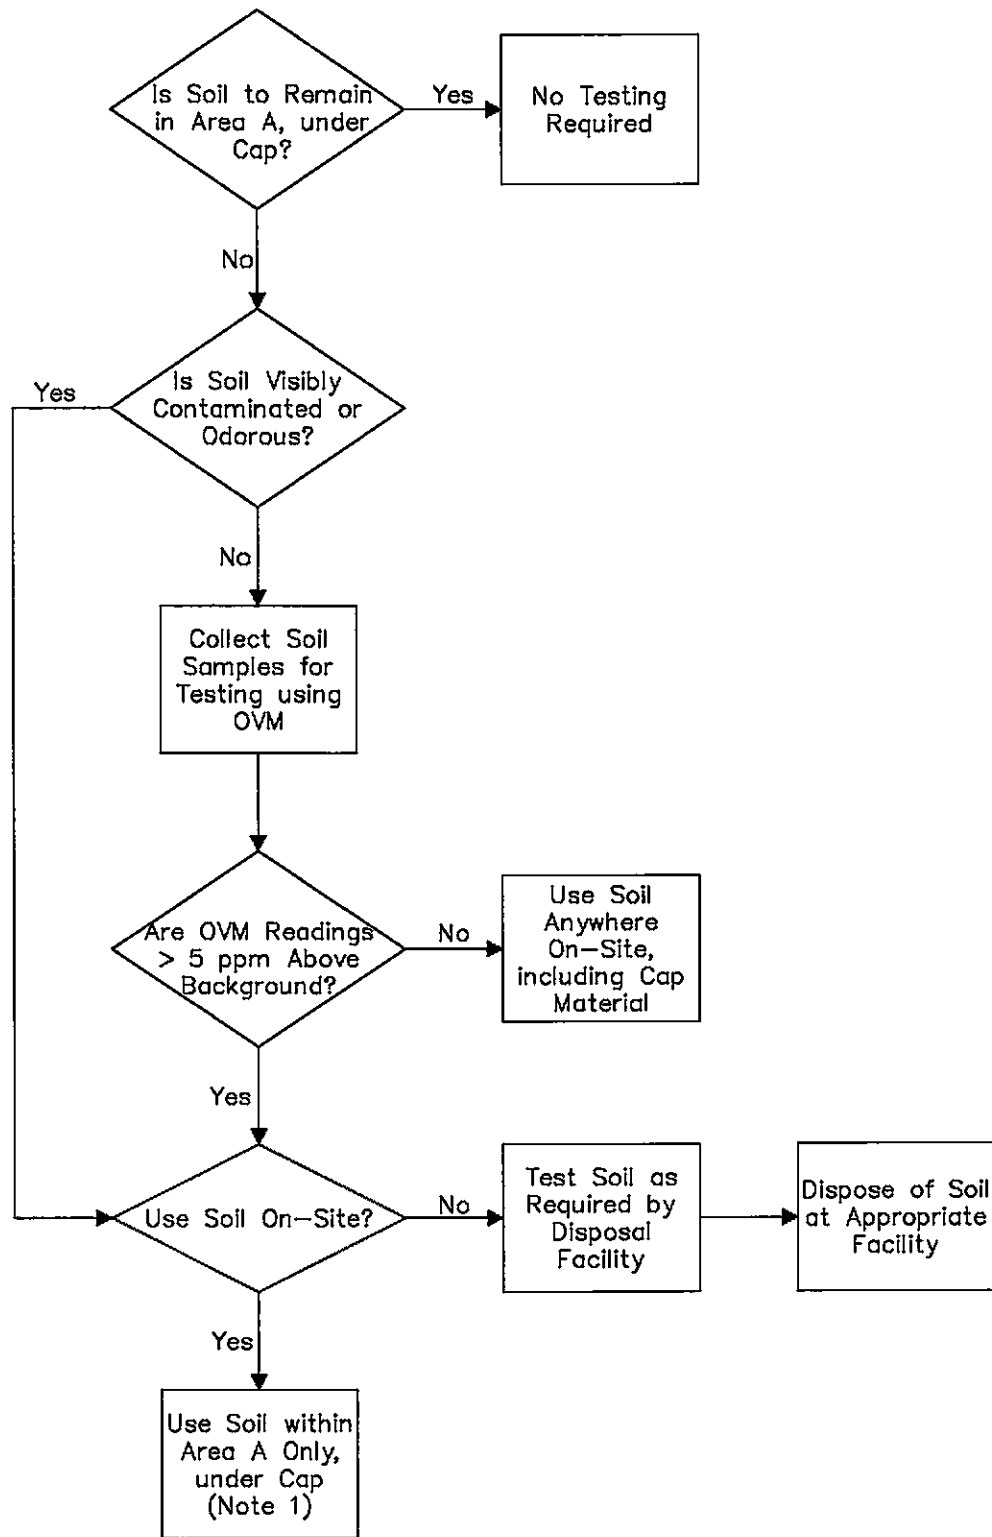 Is Soil to Remain
in Area A, under
Cap?
Yes
No Testing
Required
No
Is Soil Visibly
Contaminated or
Odorous?
Yes
No
Collect Soil
Samples for
Testing using
OVM
Are OVM Readings
> 5 ppm Above
Background?
No
Use Soil
Anywhere
On-Site,
including Cap
Material
Yes
Use Soil On-Site?
No
Test Soil as
Required by
Disposal
Facility
Dispose of Soil
at Appropriate
Facility
Yes
Use Soil within
Area A Only,
under Cap
(Note 1)